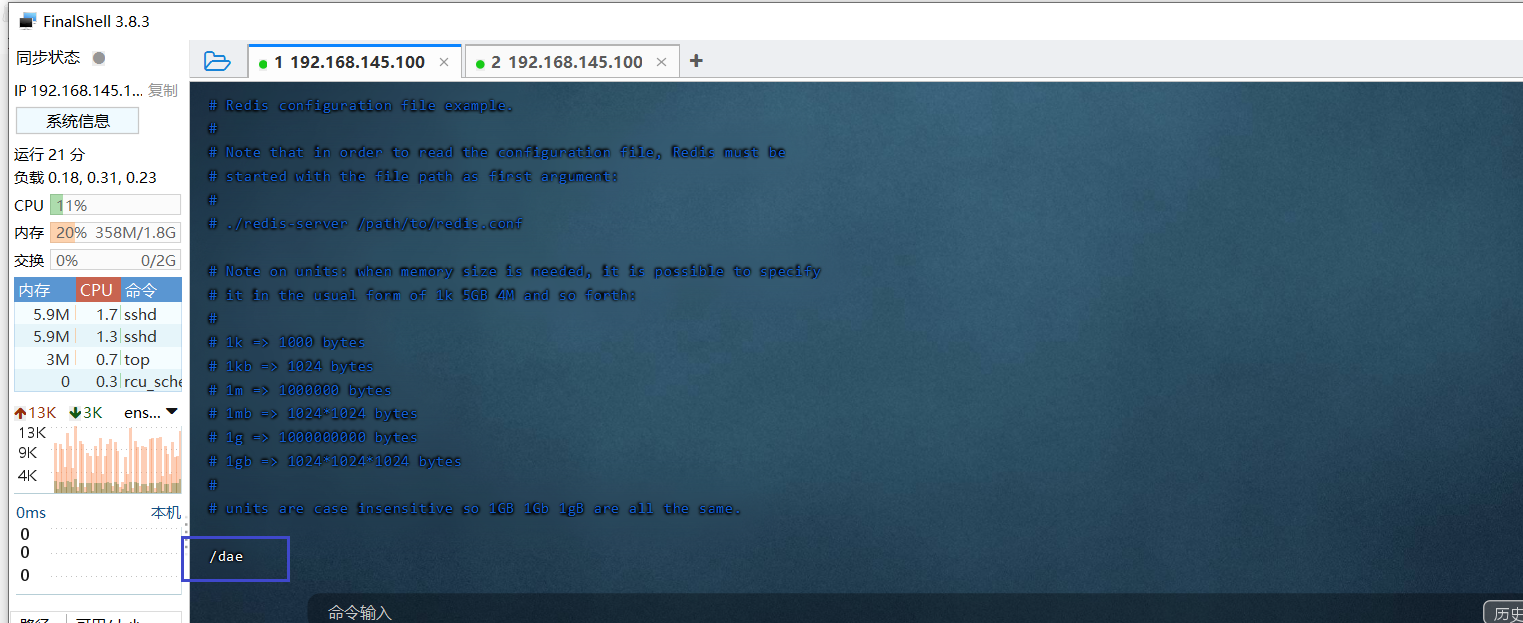 FinalShell 3.8.3
同步状态
IP 192.168.145.1... 复制
系统信息
运行 21 分
负载 0.18, 0.31, 0.23
CPU 11%
内存 20% 358M/1.8G
交换 0% 0/2G
内存 CPU 命令
5.9M 1.7 sshd
5.9M 1.3 sshd
3M 0.7 top
0 0.3 rcu_sche
13K 3K ens...
13K
9K
4K
0ms 本机
0
0
0
1 192.168.145.100 ×
2 192.168.145.100 ×
+
# Redis configuration file example.
#
# Note that in order to read the configuration file, Redis must be
# started with the file path as first argument:
#
# ./redis-server /path/to/redis.conf
# Note on units: when memory size is needed, it is possible to specify
# it in the usual form of 1k 5GB 4M and so forth:
#
# 1k => 1000 bytes
# 1kb => 1024 bytes
# 1m => 1000000 bytes
# 1mb => 1024*1024 bytes
# 1g => 1000000000 bytes
# 1gb => 1024*1024*1024 bytes
#
# units are case insensitive so 1GB 1Gb 1gB are all the same.
/dae
命令输入
历史